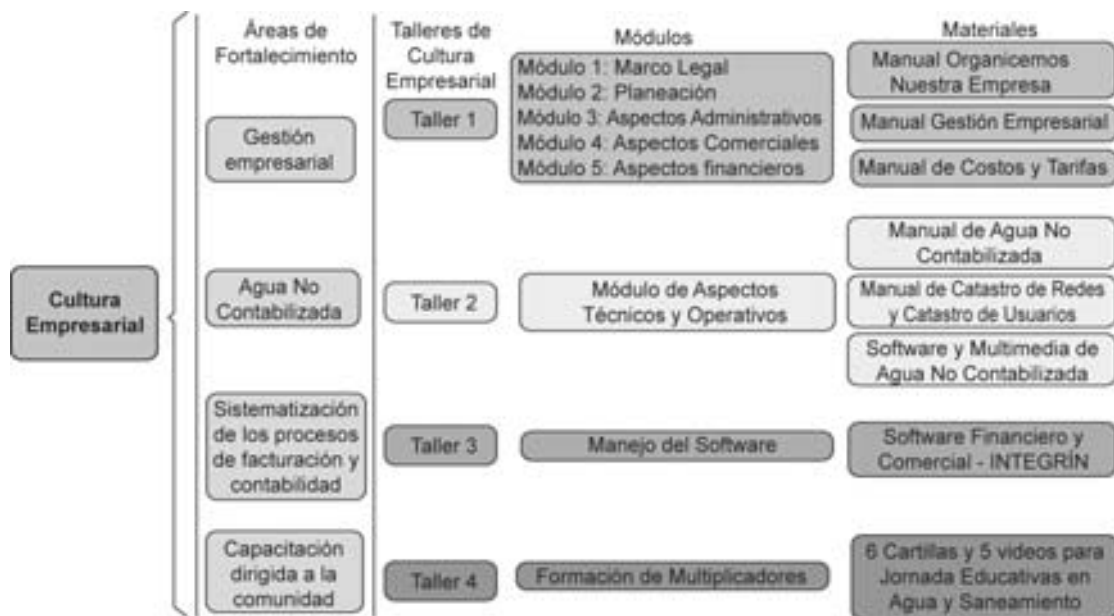 Áreas de
Fortalecimiento
Talleres de
Cultura
Empresarial
Módulos
Materiales
Cultura
Empresarial
Gestión
empresarial
Taller 1
Módulo 1: Marco Legal
Módulo 2: Planeación
Módulo 3: Aspectos Administrativos
Módulo 4: Aspectos Comerciales
Módulo 5: Aspectos financieros
Manual Organicemos
Nuestra Empresa
Manual Gestión Empresarial
Manual de Costos y Tarifas
Agua No
Contabilizada
Taller 2
Módulo de Aspectos
Técnicos y Operativos
Manual de Agua No
Contabilizada
Manual de Catastro de Redes
y Catastro de Usuarios
Software y Multimedia de
Agua No Contabilizada
Sistematización
de los procesos
de facturación y
contabilidad
Taller 3
Manejo del Software
Software Financiero y
Comercial - INTEGRÍN
Capacitación
dirigida a la
comunidad
Taller 4
Formación de Multiplicadores
6 Cartillas y 5 videos para
Jornada Educativas en
Agua y Saneamiento